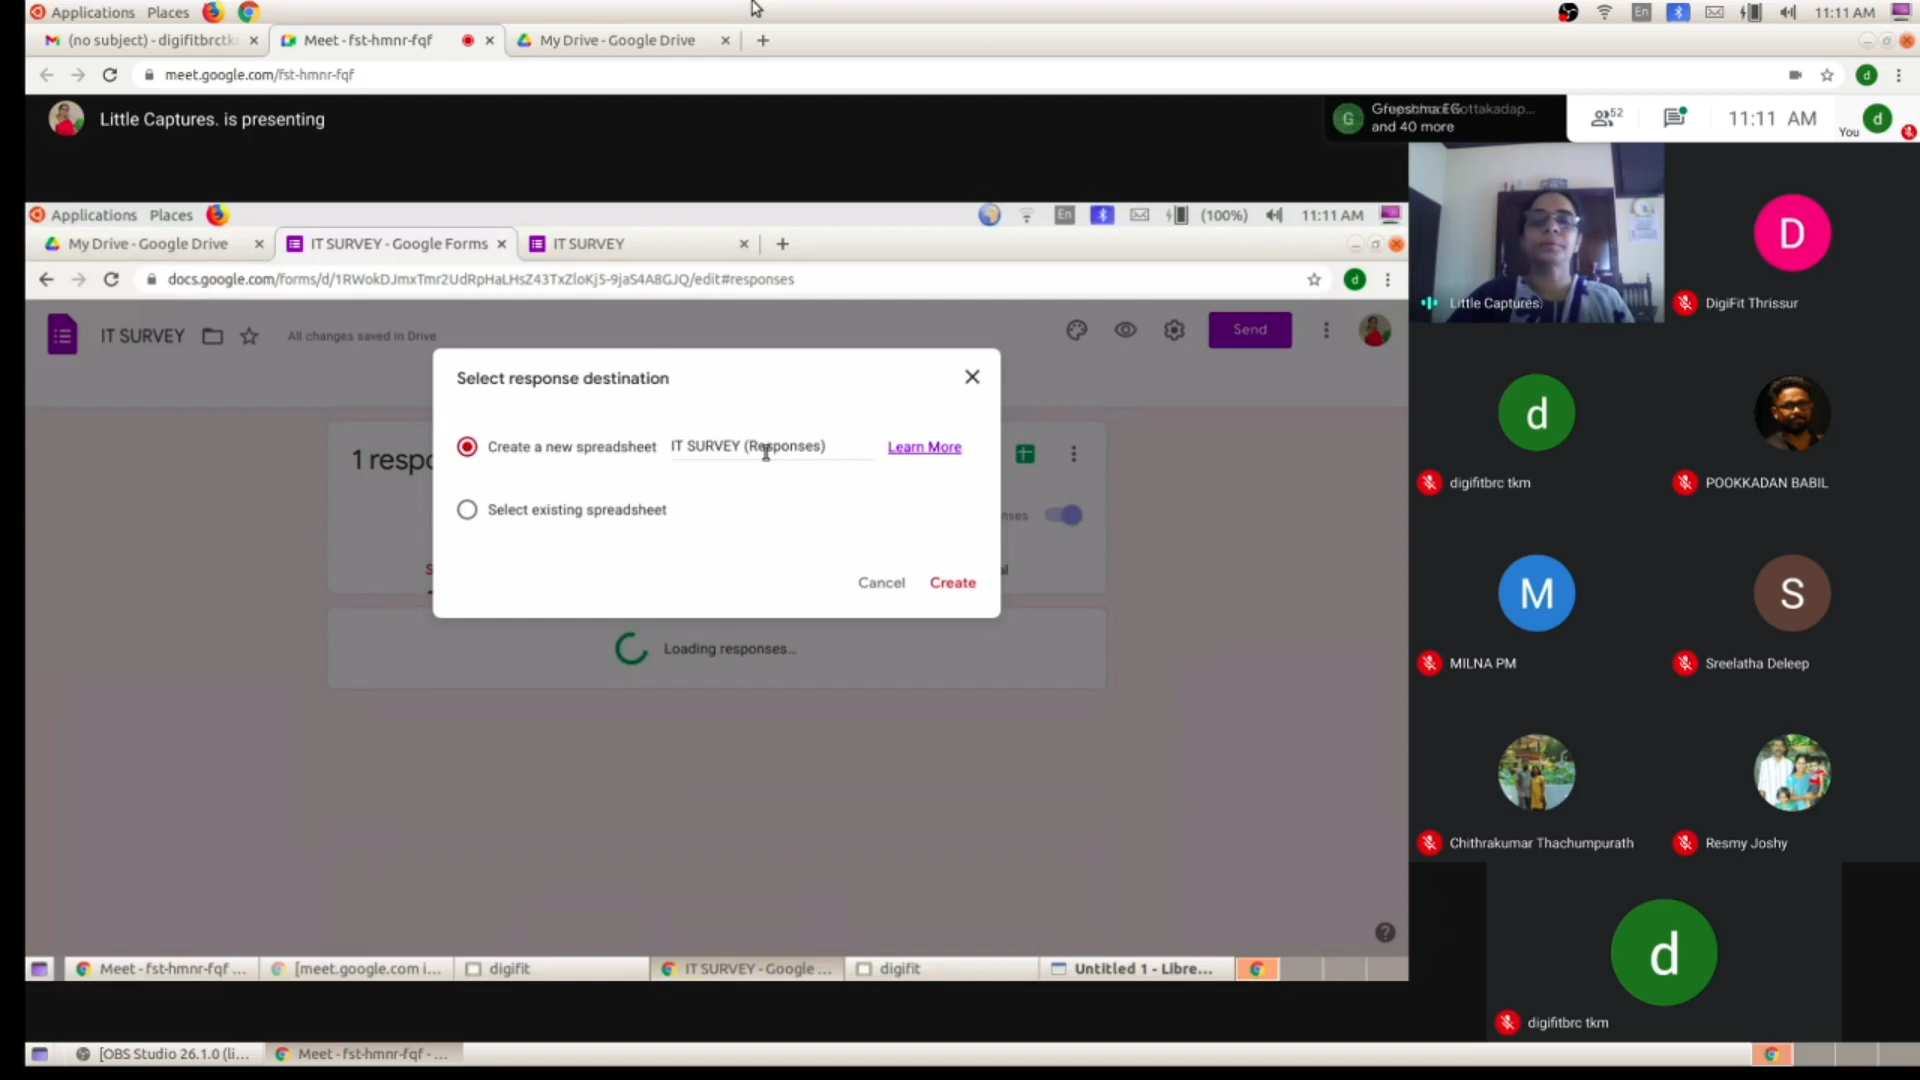 Applications Places 11:11 AM
En
(no subject) - digifitbrctk
Meet - fst-hmnr-fqf
My Drive - Google Drive
meet.google.com/fst-hmnr-fqf
d
Little Captures. is presenting
G
and 40 more
52
11:11 AM
You
d
Applications Places
En
(100%)
11:11 AM
My Drive - Google Drive
IT SURVEY - Google Forms
IT SURVEY
docs.google.com/forms/d/1RWokDJmxTmr2UdRpHaLHsZ43TxZloKj5-9jaS4A8GJQ/edit#responses
d
IT SURVEY
All changes saved in Drive
Send
Select response destination
Create a new spreadsheet
IT SURVEY (Responses)
Learn More
1 respo
Select existing spreadsheet
nses
Cancel
Create
Loading responses...
Little Captures.
D
DigiFit Thrissur
d
digifitbrc tkm
POOKKADAN BABIL
M
MILNA PM
S
Sreelatha Deleep
Chithrakumar Thachumpurath
Resmy Joshy
d
digifitbrc tkm
Meet - fst-hmnr-fqf ...
[meet.google.com i...
digifit
IT SURVEY - Google ...
digifit
Untitled 1 - Libre...
[OBS Studio 26.1.0 (li...
Meet - fst-hmnr-fqf - ...